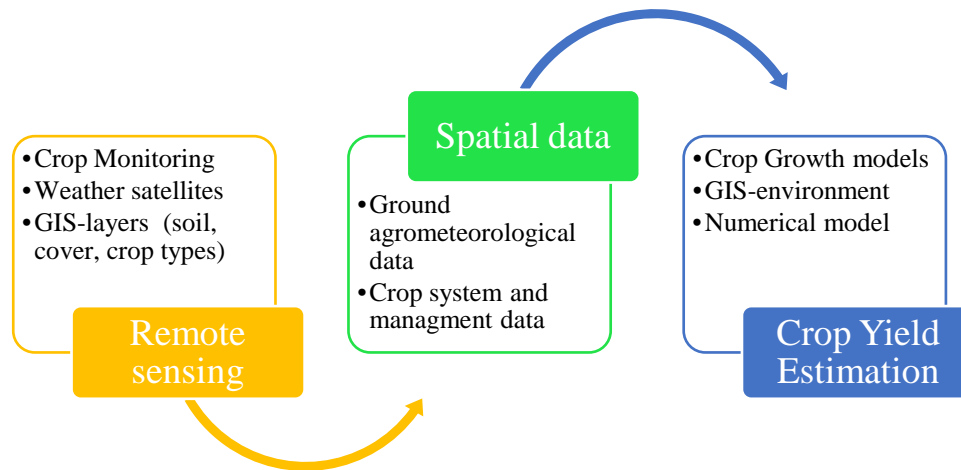 •Crop Monitoring
•Weather satellites
•GIS-layers (soil,
cover, crop types)
Remote
sensing
Spatial data
•Ground
agrometeorological
data
•Crop system and
managment data
•Crop Growth models
•GIS-environment
•Numerical model
Crop Yield
Estimation